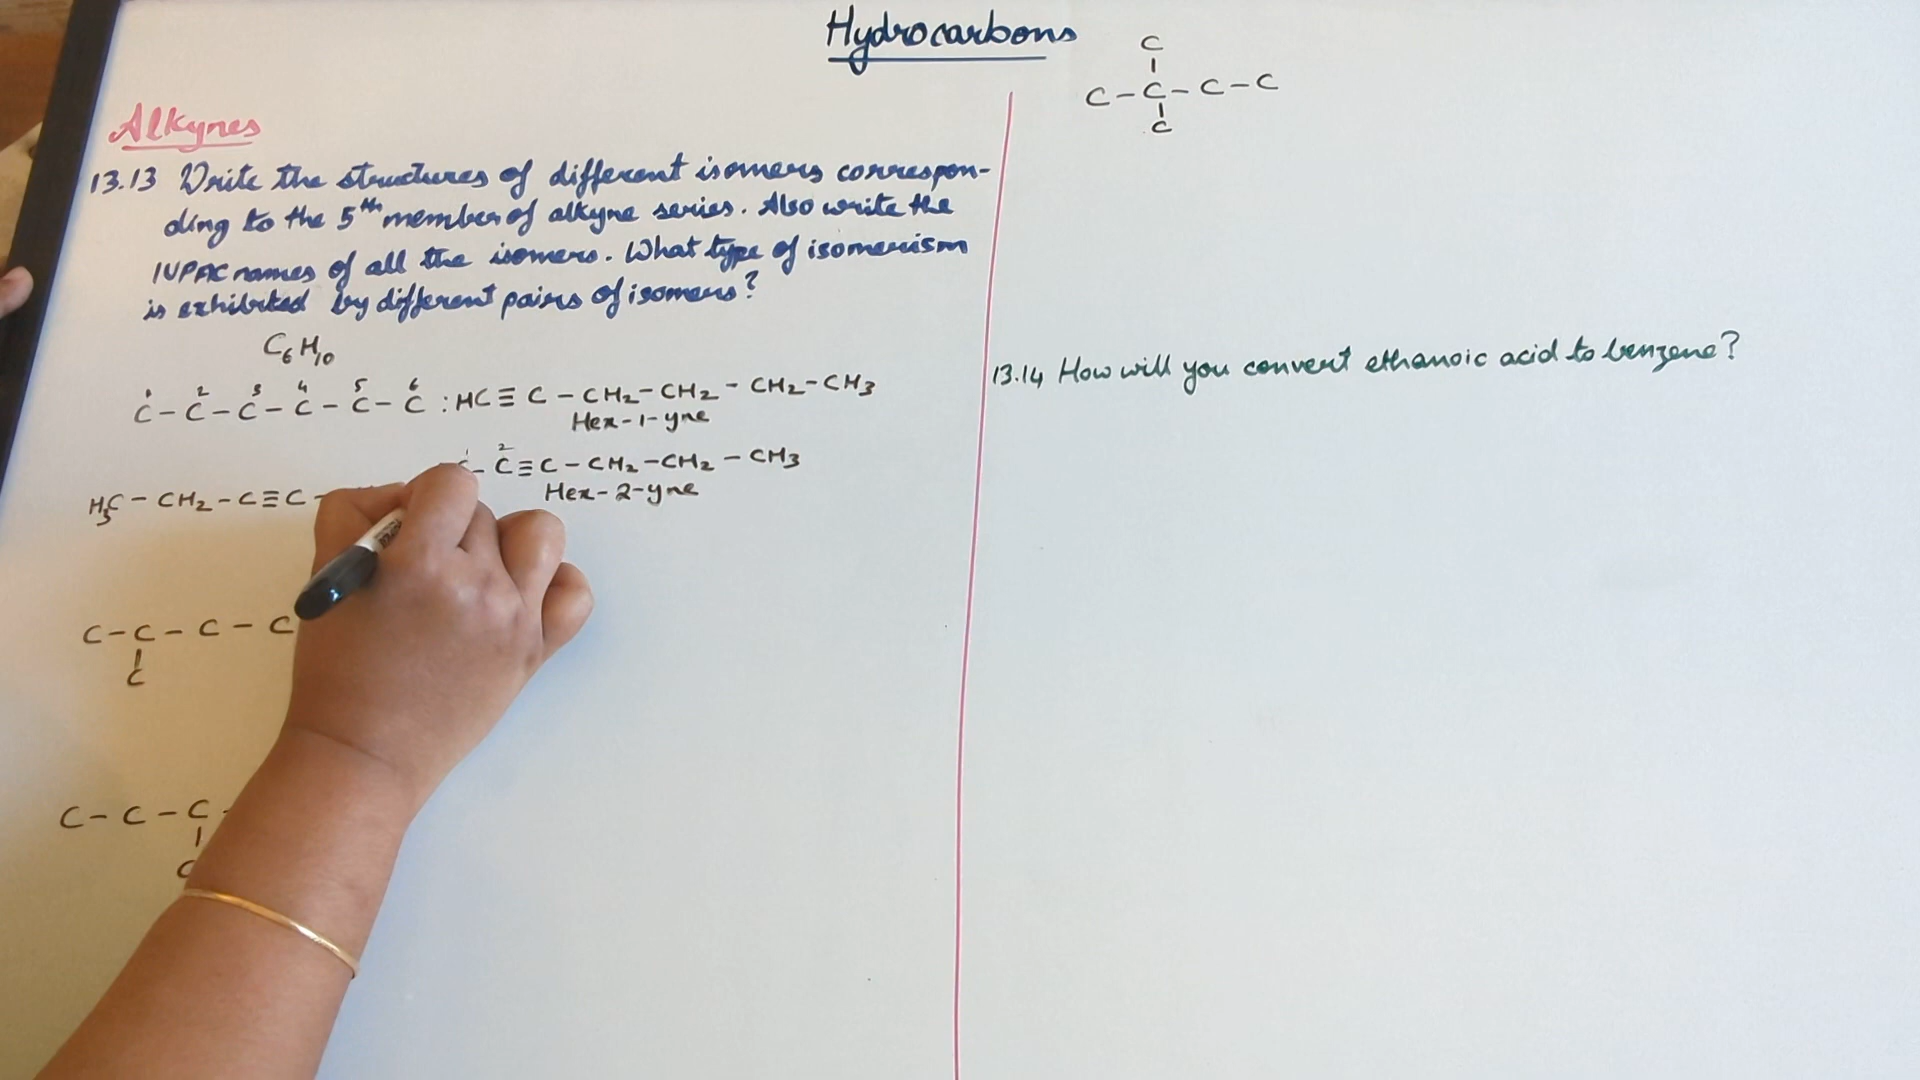 Hydrocarbons
C
C - C - C - C
C
Alkynes
13.13 Write the structures of different isomers correspon-
ding to the 5th member of alkyne series. Also write the
IUPAC names of all the isomers. What type of isomerism
is exhibited by different pairs of isomers?
C6H10
1 2 3 4 5 6
C - C - C - C - C - C : HC ≡ C - CH2 - CH2 - CH2 - CH3
Hex-1-yne
2
C ≡ C - CH2 - CH2 - CH3
Hex-2-yne
H3C - CH2 - C ≡ C -
C - C - C - C
C
C - C - C
13.14 How will you convert ethanoic acid to benzene?